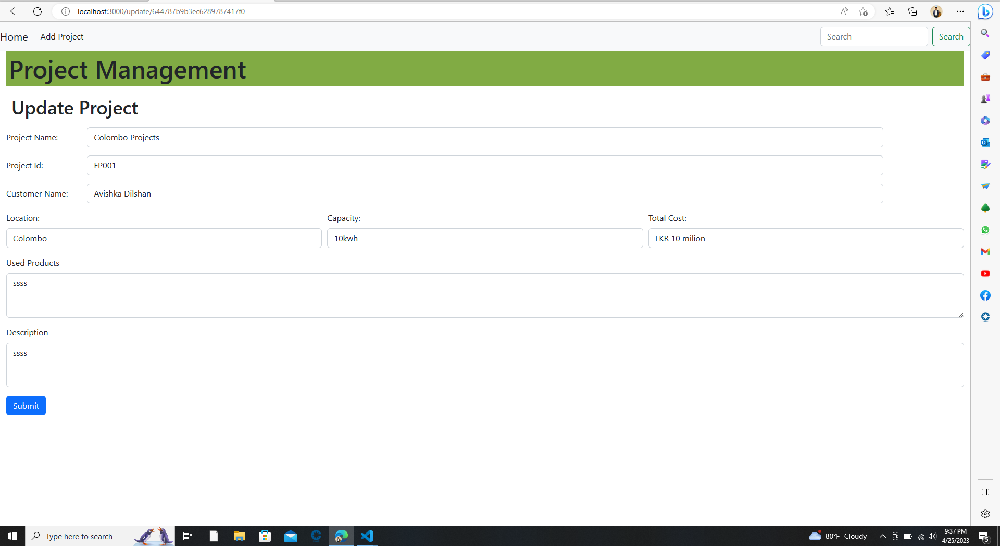 localhost:3000/update/644787b9b3ec6289787417f0
Home Add Project Search Search
Project Management
Update Project
Project Name: Colombo Projects
Project Id: FP001
Customer Name: Avishka Dilshan
Location: Capacity: Total Cost:
Colombo 10kwh LKR 10 milion
Used Products
ssss
Description
ssss
Submit
Type here to search 80°F Cloudy 9:37 PM
4/25/2023 5